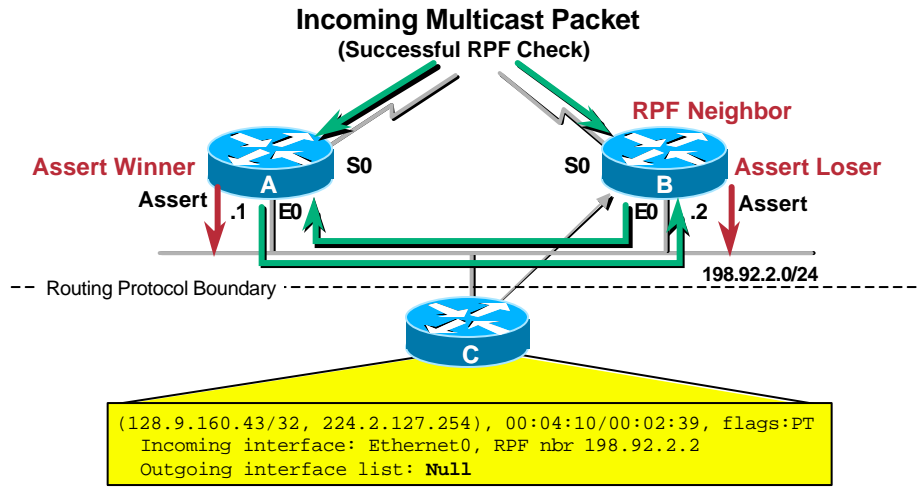 Incoming Multicast Packet
(Successful RPF Check)
RPF Neighbor
Assert Winner
S0
S0
Assert Loser
A
B
Assert
.1
E0
E0
.2
Assert
198.92.2.0/24
Routing Protocol Boundary
C
(128.9.160.43/32, 224.2.127.254), 00:04:10/00:02:39, flags:PT
Incoming interface: Ethernet0, RPF nbr 198.92.2.2
Outgoing interface list: Null